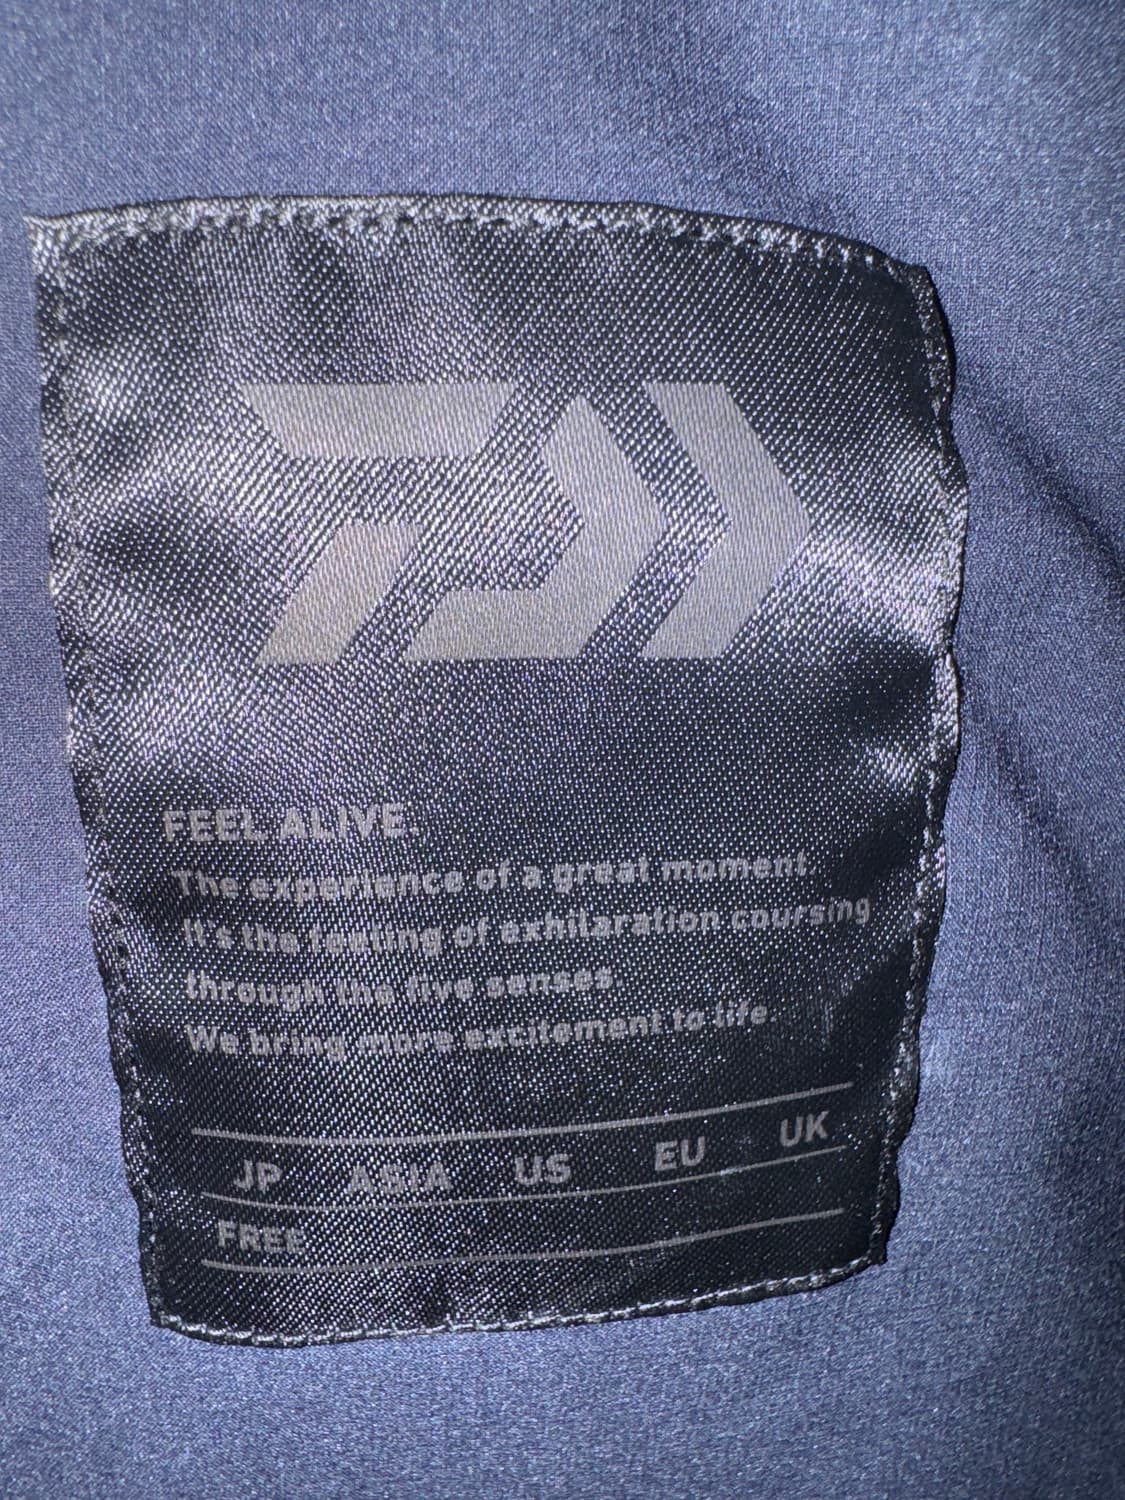 FEEL ALIVE.
The experience of a great moment.
It's the feeling of exhilaration coursing
through the five senses.
We bring more excitement to life.
JP ASIA US EU UK
FREE